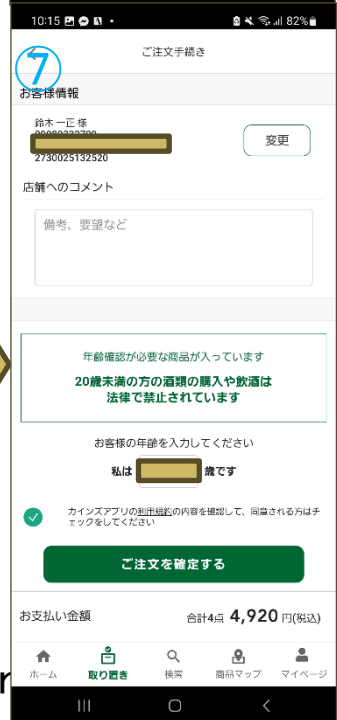 10:15
82%
ご注文手続き
⑦
お客様情報
鈴木 一正 様
2730025132520
変更
店舗へのコメント
備考、要望など
年齢確認が必要な商品が入っています
20歳未満の方の酒類の購入や飲酒は
法律で禁止されています
お客様の年齢を入力してください
私は 歳です
カインズアプリの利用規約の内容を確認して、同意される方はチ
ェックをしてください
ご注文を確定する
お支払い金額 合計4点 4,920 円(税込)
ホーム 取り置き 検索 商品マップ マイページ